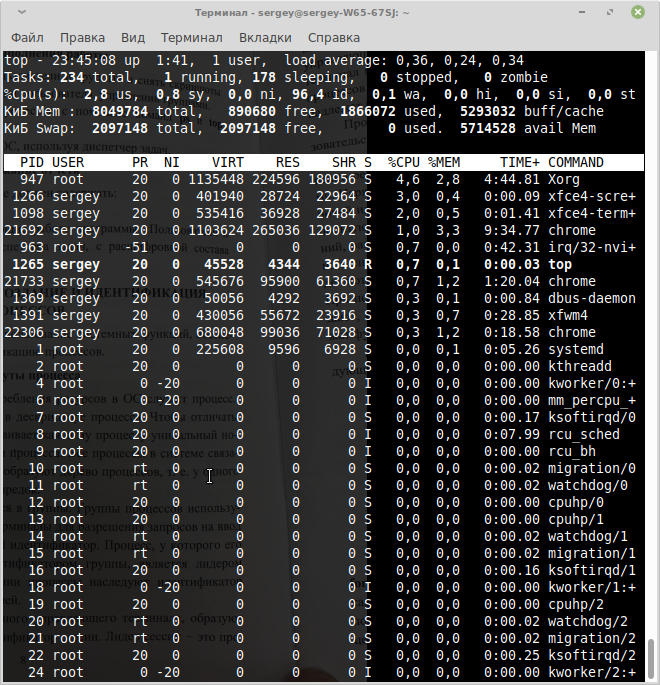 Терминал - sergey@sergey-W65-67SJ: ~
Файл Правка Вид Терминал Вкладки Справка
top - 23:45:08 up 1:41, 1 user, load average: 0,36, 0,24, 0,34
Tasks: 234 total, 1 running, 178 sleeping, 0 stopped, 0 zombie
%Cpu(s): 2,8 us, 0,8 sy, 0,0 ni, 96,4 id, 0,1 wa, 0,0 hi, 0,0 si, 0,0 st
КиБ Mem : 8049784 total, 890680 free, 1866072 used, 5293032 buff/cache
КиБ Swap: 2097148 total, 2097148 free, 0 used. 5714528 avail Mem
PID USER PR NI VIRT RES SHR S %CPU %MEM TIME+ COMMAND
947 root 20 0 1135448 224596 180956 S 4,6 2,8 4:44.81 Xorg
1266 sergey 20 0 401940 28724 22964 S 3,0 0,4 0:00.09 xfce4-scre+
1098 sergey 20 0 535416 36928 27484 S 2,0 0,5 0:01.41 xfce4-term+
21692 sergey 20 0 1103624 265036 129072 S 1,0 3,3 9:34.77 chrome
963 root -51 0 0 0 0 S 0,7 0,0 0:42.31 irq/32-nvi+
1265 sergey 20 0 45528 4344 3640 R 0,7 0,1 0:00.03 top
21733 sergey 20 0 545676 95900 61360 S 0,7 1,2 1:20.04 chrome
1369 sergey 20 0 50056 4292 3692 S 0,3 0,1 0:00.84 dbus-daemon
1391 sergey 20 0 430056 55672 23916 S 0,3 0,7 0:28.85 xfwm4
22306 sergey 20 0 680048 99036 71028 S 0,3 1,2 0:18.58 chrome
1 root 20 0 225608 9596 6928 S 0,0 0,1 0:05.26 systemd
2 root 20 0 0 0 0 S 0,0 0,0 0:00.00 kthreadd
4 root 0 -20 0 0 0 I 0,0 0,0 0:00.00 kworker/0:+
6 root 0 -20 0 0 0 I 0,0 0,0 0:00.00 mm_percpu_+
7 root 20 0 0 0 0 S 0,0 0,0 0:00.17 ksoftirqd/0
8 root 20 0 0 0 0 I 0,0 0,0 0:07.99 rcu_sched
9 root 20 0 0 0 0 I 0,0 0,0 0:00.00 rcu_bh
10 root rt 0 0 0 0 S 0,0 0,0 0:00.02 migration/0
11 root rt 0 0 0 0 S 0,0 0,0 0:00.02 watchdog/0
12 root 20 0 0 0 0 S 0,0 0,0 0:00.00 cpuhp/0
13 root 20 0 0 0 0 S 0,0 0,0 0:00.00 cpuhp/1
14 root rt 0 0 0 0 S 0,0 0,0 0:00.02 watchdog/1
15 root rt 0 0 0 0 S 0,0 0,0 0:00.02 migration/1
16 root 20 0 0 0 0 S 0,0 0,0 0:00.16 ksoftirqd/1
18 root 0 -20 0 0 0 I 0,0 0,0 0:00.00 kworker/1:+
19 root 20 0 0 0 0 S 0,0 0,0 0:00.00 cpuhp/2
20 root rt 0 0 0 0 S 0,0 0,0 0:00.02 watchdog/2
21 root rt 0 0 0 0 S 0,0 0,0 0:00.02 migration/2
22 root 20 0 0 0 0 S 0,0 0,0 0:00.25 ksoftirqd/2
24 root 0 -20 0 0 0 I 0,0 0,0 0:00.00 kworker/2:+